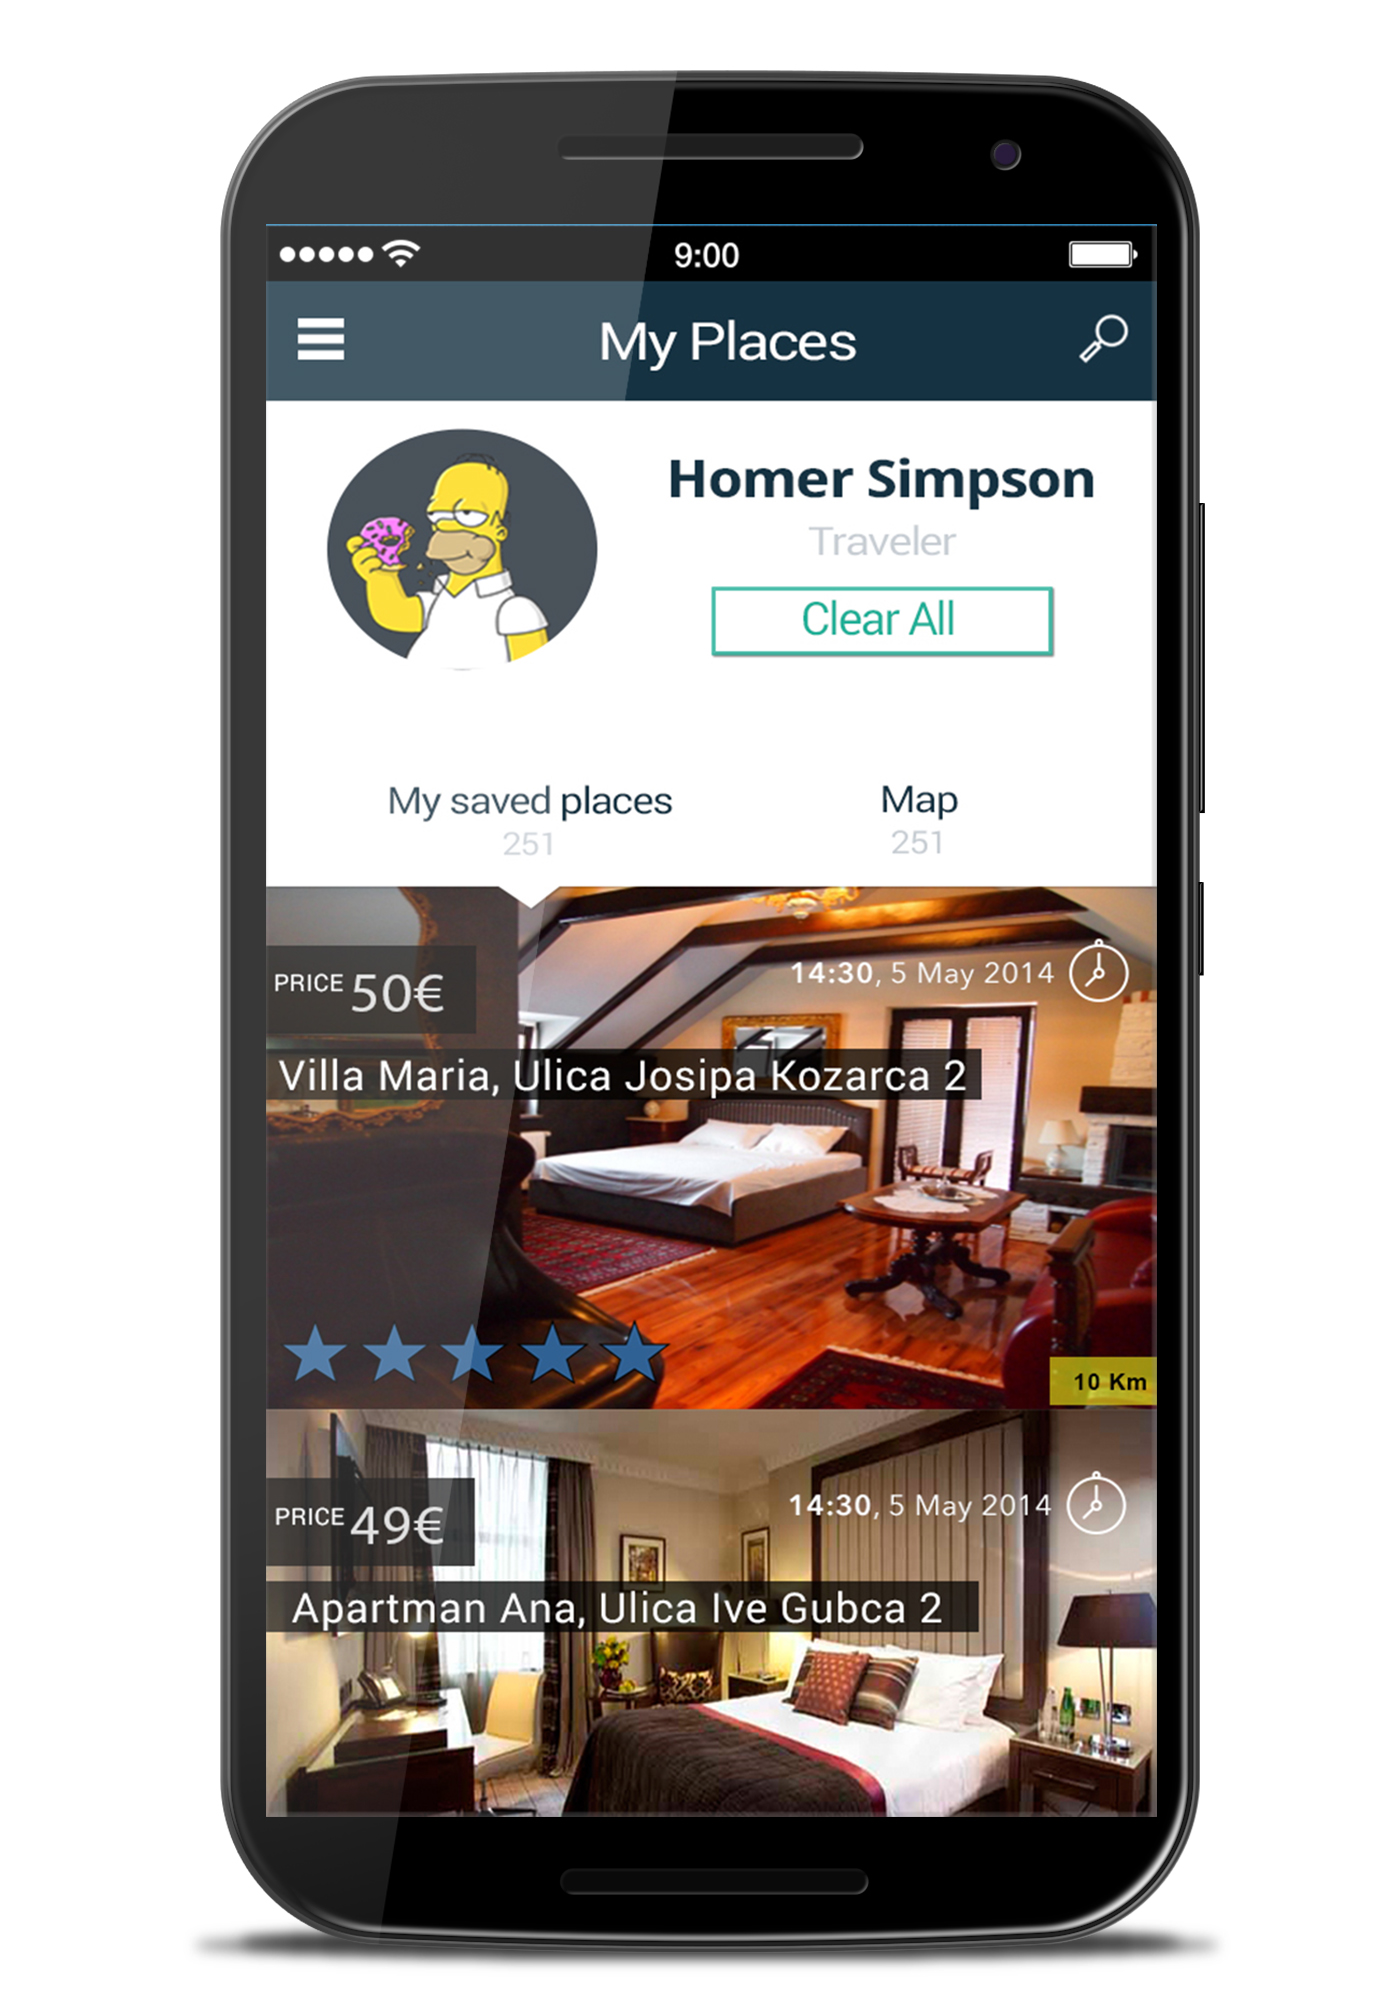 9:00
My Places
Homer Simpson
Traveler
Clear All
My saved places
251
Map
251
PRICE 50€
14:30, 5 May 2014
Villa Maria, Ulica Josipa Kozarca 2
10 Km
PRICE 49€
14:30, 5 May 2014
Apartman Ana, Ulica Ive Gubca 2